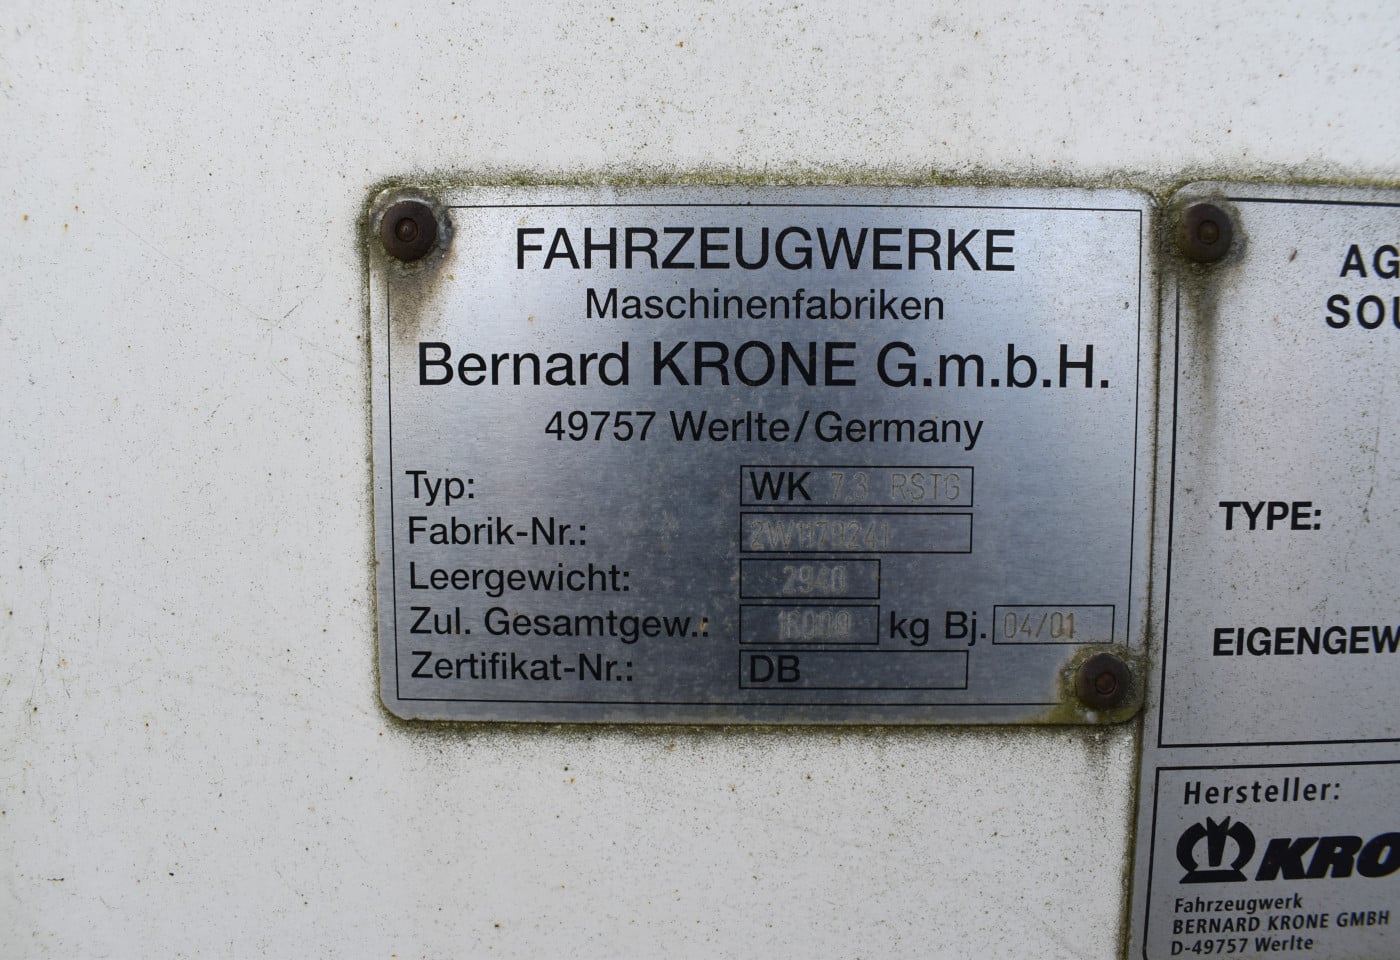 FAHRZEUGWERKE
Maschinenfabriken
Bernard KRONE G.m.b.H.
49757 Werlte/Germany
Typ: WK 7,3 RSTG
Fabrik-Nr.:
Leergewicht: 2940
Zul. Gesamtgew.: 16000 kg Bj. 04/01
Zertifikat-Nr.: DB
AG
SOU
TYPE:
EIGENGEW
Hersteller:
KRO
Fahrzeugwerk
BERNARD KRONE GMBH
D-49757 Werlte